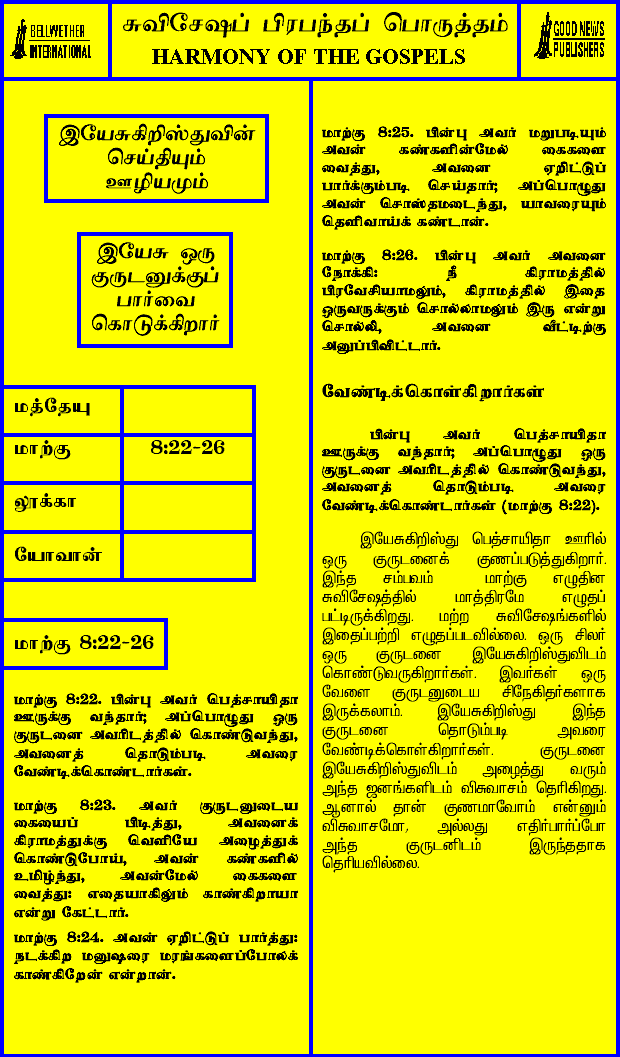 BELLWETHER
INTERNATIONAL
சுவிசேஷப் பிரபந்தப் பொருத்தம்
HARMONY OF THE GOSPELS
GOOD NEWS
PUBLISHERS
இயேசுகிறிஸ்துவின்
செய்தியும்
ஊழியமும்
இயேசு ஒரு
குருடனுக்குப்
பார்வை
கொடுக்கிறார்
மத்தேயு
மாற்கு 8:22-26
லூக்கா
யோவான்
மாற்கு 8:22-26
மாற்கு 8:22. பின்பு அவர் பெத்சாயிதா
ஊருக்கு வந்தார்; அப்பொழுது ஒரு
குருடனை அவரிடத்தில் கொண்டுவந்து,
அவனைத் தொடும்படி அவரை
வேண்டிக்கொண்டார்கள்.
மாற்கு 8:23. அவர் குருடனுடைய
கையைப் பிடித்து, அவனைக்
கிராமத்துக்கு வெளியே அழைத்துக்
கொண்டுபோய், அவன் கண்களில்
உமிழ்ந்து, அவன்மேல் கைகளை
வைத்து: எதையாகிலும் காண்கிறாயா
என்று கேட்டார்.
மாற்கு 8:24. அவன் ஏறிட்டுப் பார்த்து:
நடக்கிற மனுஷரை மரங்களைப்போலக்
காண்கிறேன் என்றான்.
மாற்கு 8:25. பின்பு அவர் மறுபடியும்
அவன் கண்களின்மேல் கைகளை
வைத்து, அவனை ஏறிட்டுப்
பார்க்கும்படி செய்தார்; அப்பொழுது
அவன் சொஸ்தமடைந்து, யாவரையும்
தெளிவாய்க் கண்டான்.
மாற்கு 8:26. பின்பு அவர் அவனை
நோக்கி: நீ கிராமத்தில்
பிரவேசியாமலும், கிராமத்தில் இதை
ஒருவருக்கும் சொல்லாமலும் இரு என்று
சொல்லி, அவனை வீட்டிற்கு
அனுப்பிவிட்டார்.
வேண்டிக்கொள்கிறார்கள்
பின்பு அவர் பெத்சாயிதா
ஊருக்கு வந்தார்; அப்பொழுது ஒரு
குருடனை அவரிடத்தில் கொண்டுவந்து,
அவனைத் தொடும்படி அவரை
வேண்டிக்கொண்டார்கள் (மாற்கு 8:22).
இயேசுகிறிஸ்து பெத்சாயிதா ஊரில்
ஒரு குருடனைக் குணப்படுத்துகிறார்.
இந்த சம்பவம் மாற்கு எழுதின
சுவிசேஷத்தில் மாத்திரமே எழுதப்
பட்டிருக்கிறது. மற்ற சுவிசேஷங்களில்
இதைப்பற்றி எழுதப்படவில்லை. ஒரு சிலர்
ஒரு குருடனை இயேசுகிறிஸ்துவிடம்
கொண்டுவருகிறார்கள். இவர்கள் ஒரு
வேளை குருடனுடைய சிநேகிதர்களாக
இருக்கலாம். இயேசுகிறிஸ்து இந்த
குருடனை தொடும்படி அவரை
வேண்டிக்கொள்கிறார்கள். குருடனை
இயேசுகிறிஸ்துவிடம் அழைத்து வரும்
அந்த ஜனங்களிடம் விசுவாசம் தெரிகிறது.
ஆனால் தான் குணமாவோம் என்னும்
விசுவாசமோ, அல்லது எதிர்பார்ப்போ
அந்த குருடனிடம் இருந்ததாக
தெரியவில்லை.